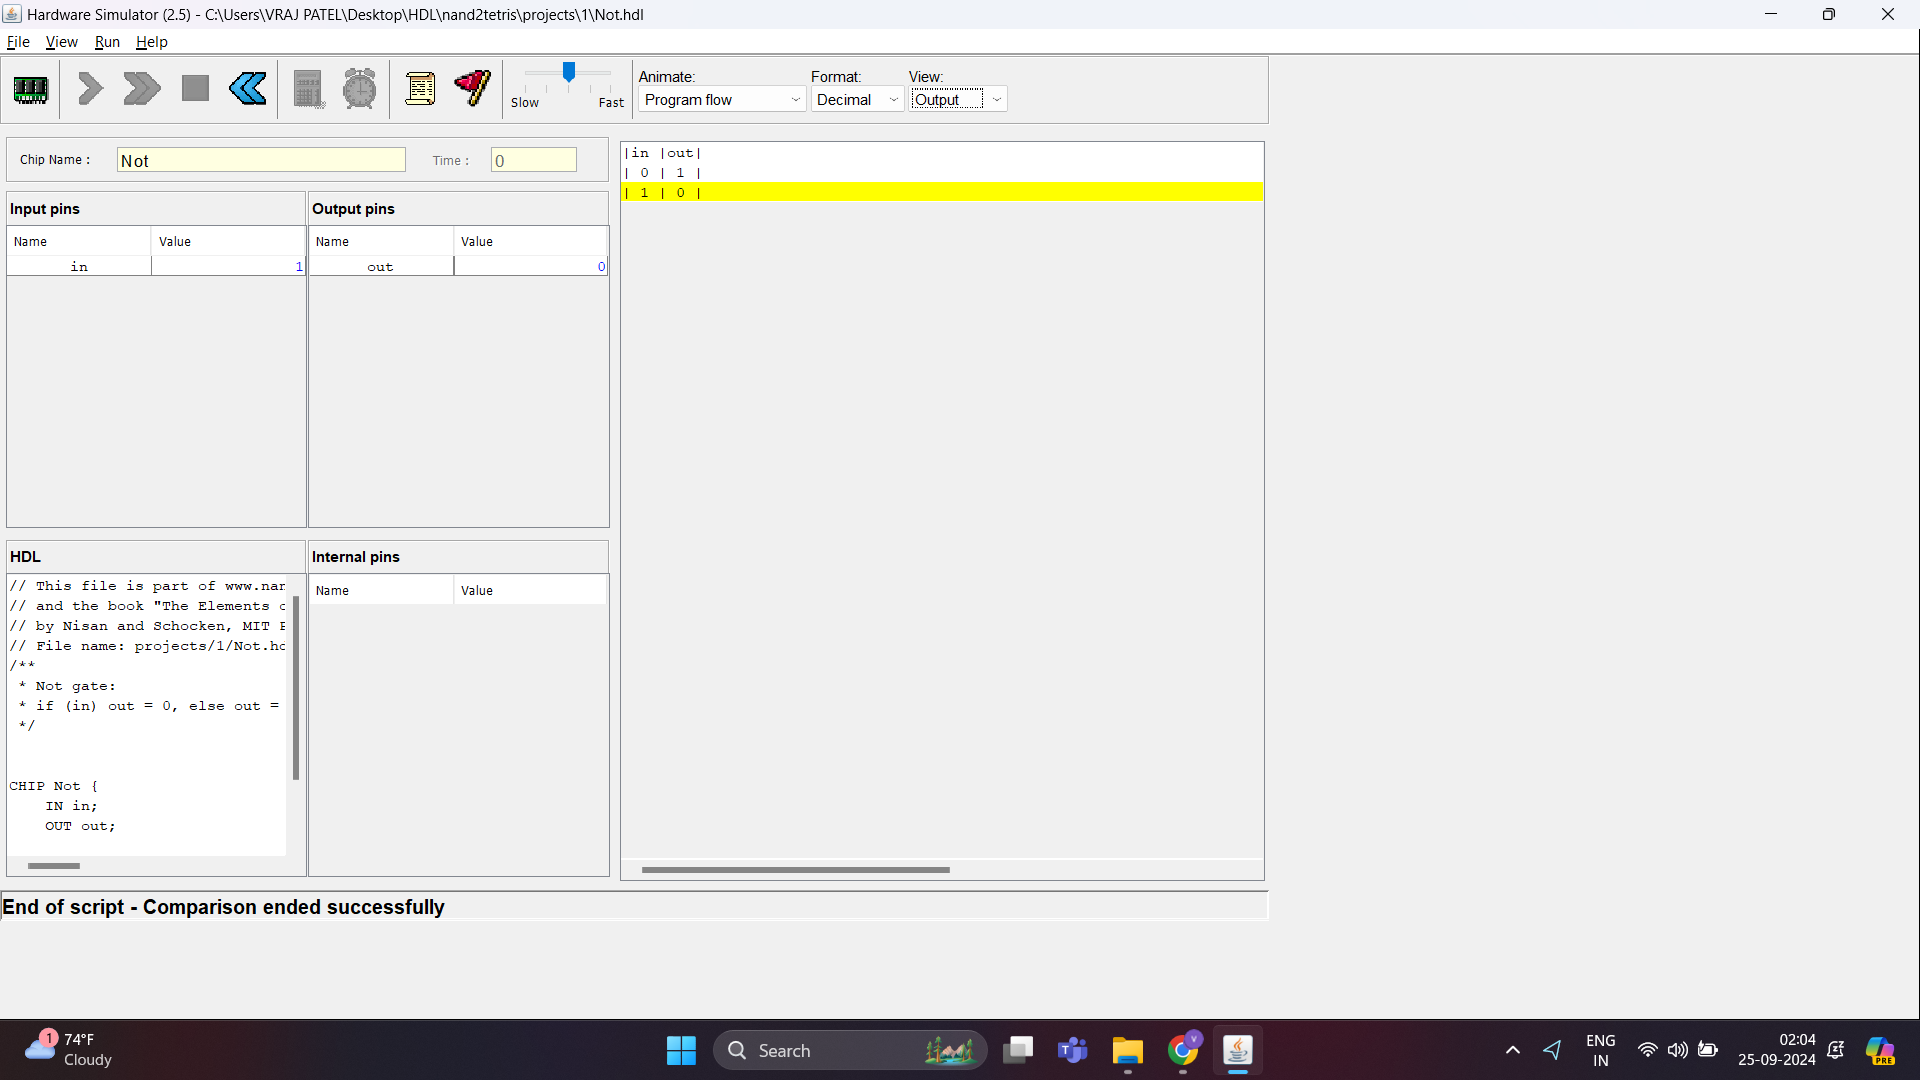 Hardware Simulator (2.5) - C:\Users\VRAJ PATEL\Desktop\HDL\nand2tetris\projects\1\Not.hdl
File View Run Help
Slow Fast
Animate: Format: View:
Program flow Decimal Output
Chip Name : Not Time : 0
Input pins Output pins
Name Value Name Value
in 1 out 0
|in |out|
| 0 | 1 |
| 1 | 0 |
HDL Internal pins
Name Value
// This file is part of www.nan
// and the book "The Elements o
// by Nisan and Schocken, MIT P
// File name: projects/1/Not.hd
/**
* Not gate:
* if (in) out = 0, else out =
*/
CHIP Not {
IN in;
OUT out;
End of script - Comparison ended successfully
1
74°F
Cloudy
Search
T
V
PRE
ENG
IN
02:04
25-09-2024